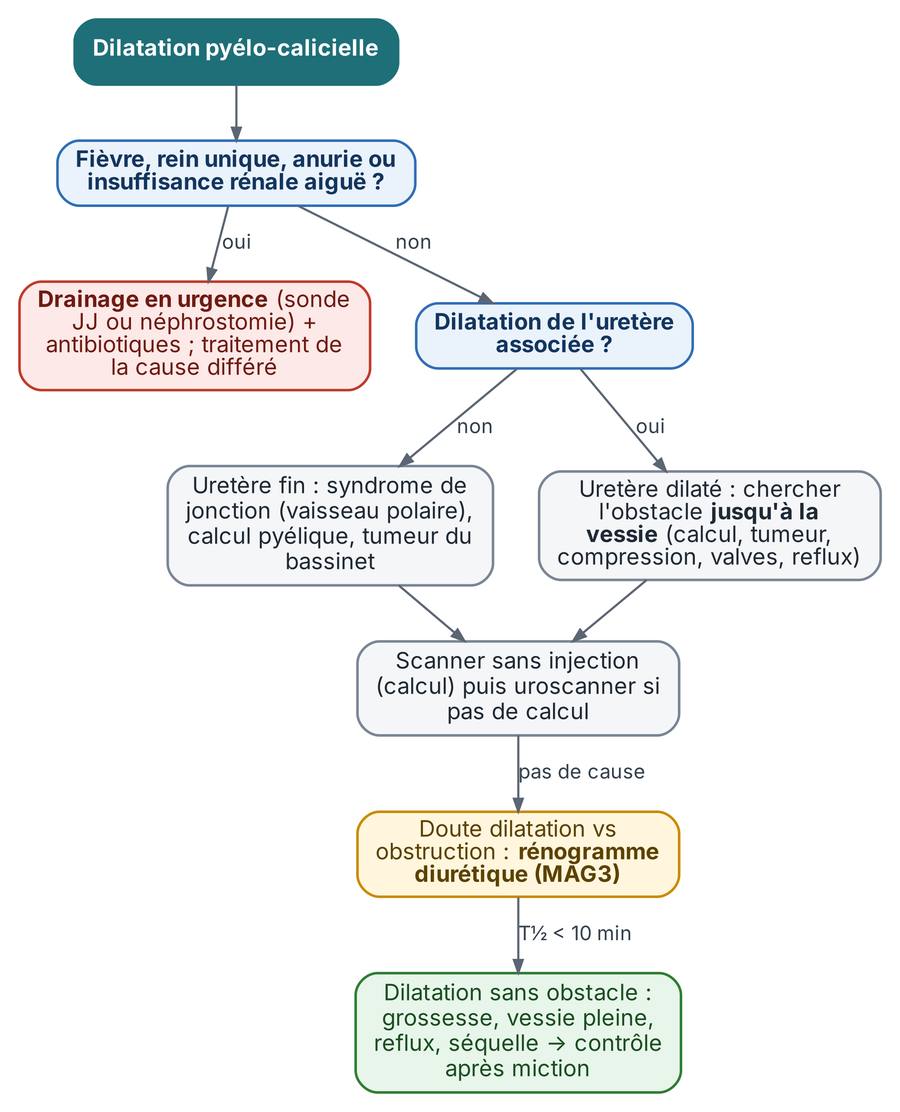 Dilatation pyélo-calicielle
Fièvre, rein unique, anurie ou
insuffisance rénale aiguë ?
oui
non
Drainage en urgence (sonde
JJ ou néphrostomie) +
antibiotiques ; traitement de
la cause différé
Dilatation de l'uretère
associée ?
non
oui
Uretère fin : syndrome de
jonction (vaisseau polaire),
calcul pyélique, tumeur du
bassinet
Uretère dilaté : chercher
l'obstacle jusqu'à la
vessie (calcul, tumeur,
compression, valves, reflux)
Scanner sans injection
(calcul) puis uroscanner si
pas de calcul
pas de cause
Doute dilatation vs
obstruction : rénogramme
diurétique (MAG3)
T½ < 10 min
Dilatation sans obstacle :
grossesse, vessie pleine,
reflux, séquelle → contrôle
après miction